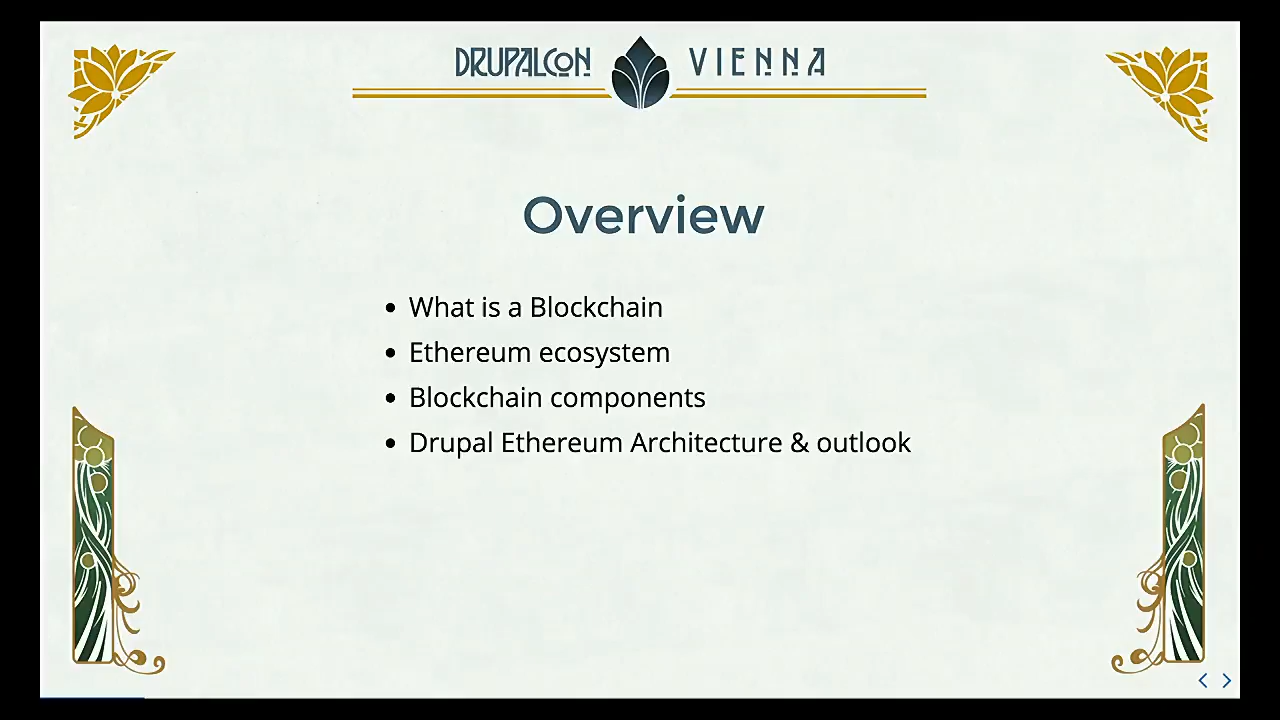 DRUPALCON VIENNA
Overview
• What is a Blockchain
• Ethereum ecosystem
• Blockchain components
• Drupal Ethereum Architecture & outlook